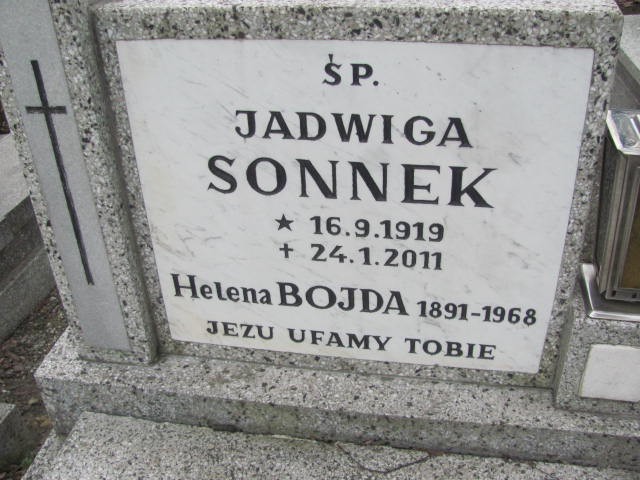 ŚP.
JADWIGA
SONNEK
★ 16.9.1919
✝ 24.1.2011
Helena BOJDA 1891-1968
JEZU UFAMY TOBIE